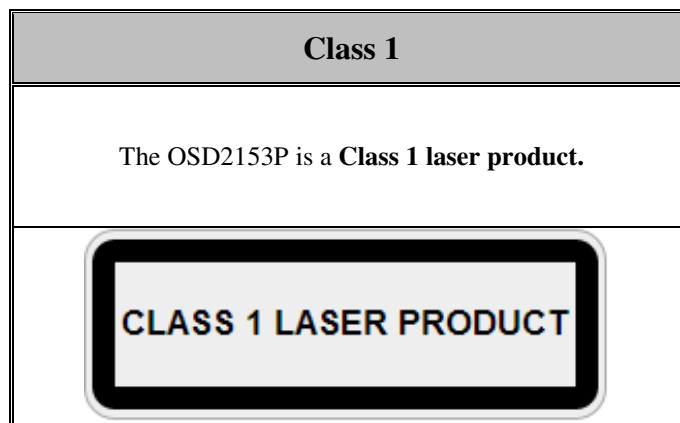 Class 1
The OSD2153P is a Class 1 laser product.
CLASS 1 LASER PRODUCT